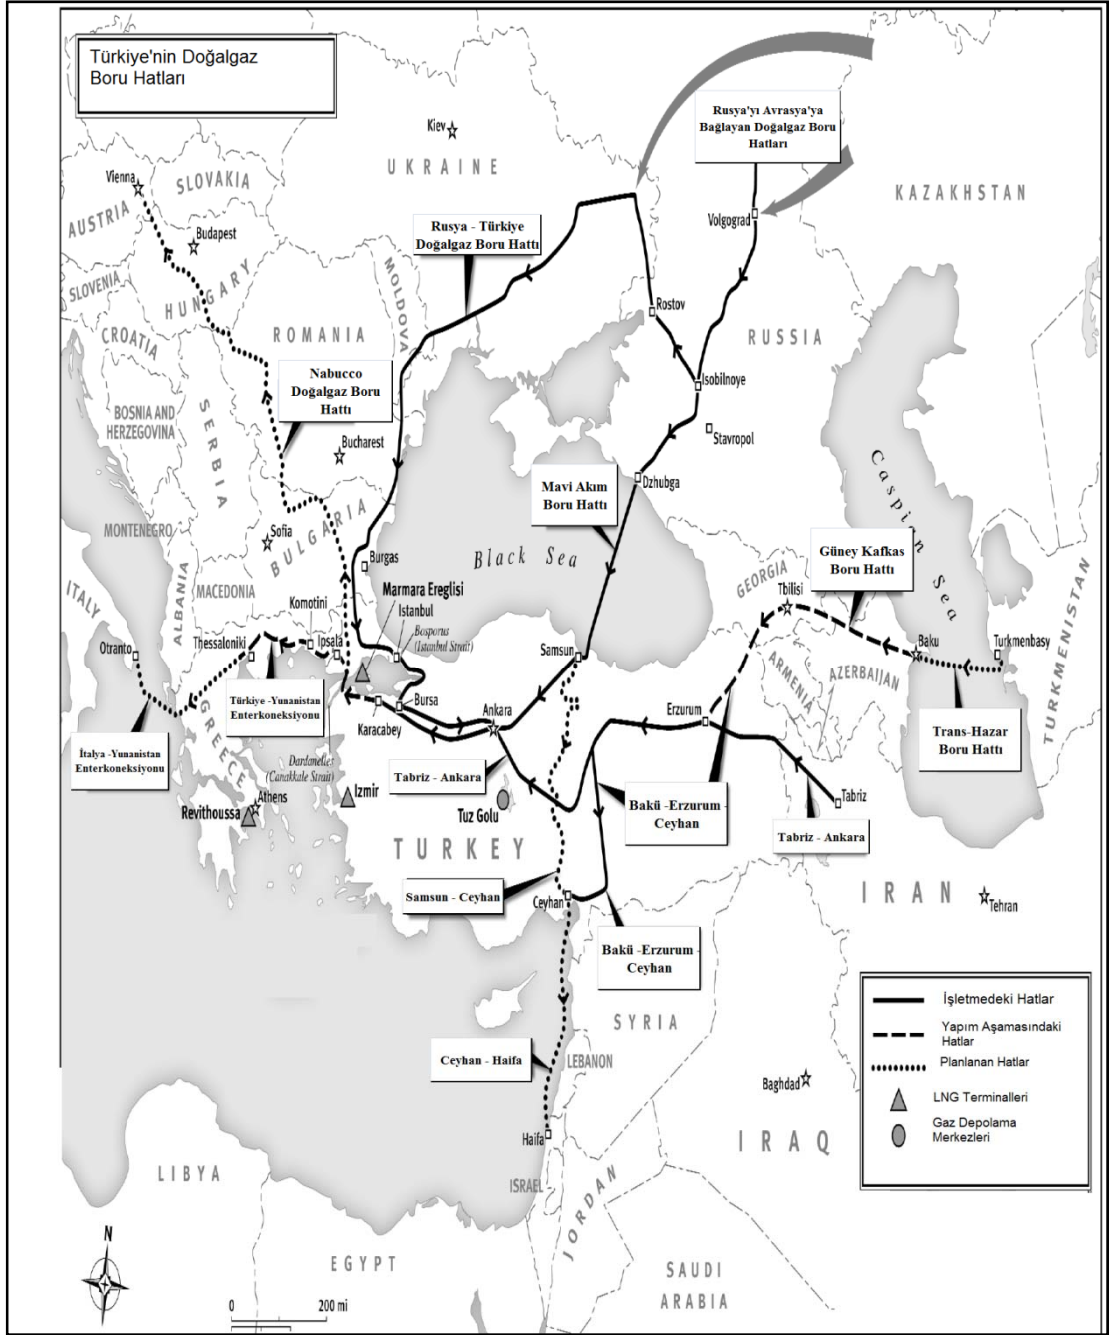 Türkiye'nin Doğalgaz
Boru Hatları
Rusya'yı Avrasya'ya
Bağlayan Doğalgaz Boru
Hatları
Kiev
UKRAINE
KAZAKHSTAN
Vienna
SLOVAKIA
AUSTRIA
Budapest
Volgograd
Rusya - Türkiye
Doğalgaz Boru Hattı
SLOVENIA
HUNGARY
MOLDOVA
Rostov
CROATIA
ROMANIA
RUSSIA
Nabucco
Doğalgaz Boru
Hattı
Isobilnoye
BOSNIA AND
HERZEGOVINA
SERBIA
Bucharest
Stavropol
Caspian Sea
Mavi Akım
Boru Hattı
Dzhubga
MONTENEGRO
Sofia
BULGARIA
Black Sea
Güney Kafkas
Boru Hattı
Burgas
GEORGIA
Tbilisi
ITALY
ALBANIA
MACEDONIA
Marmara Ereglisi
Istanbul
Bosporus
(Istanbul Strait)
Komotini
Thessaloniki
Ipsala
Otranto
Samsun
Baku
Turkmenbasy
ARMENIA
AZERBAIJAN
TURKMENISTAN
Türkiye -Yunanistan
Enterkoneksiyonu
Bursa
Karacabey
Ankara
Erzurum
GREECE
Trans-Hazar
Boru Hattı
İtalya -Yunanistan
Enterkoneksiyonu
Dardanelles
(Canakkale Strait)
Tabriz - Ankara
Izmir
Athens
Revithoussa
Tuz Golu
Bakü -Erzurum -
Ceyhan
Tabriz
Tabriz - Ankara
TURKEY
Samsun - Ceyhan
Ceyhan
IRAN
Tehran
Bakü -Erzurum -
Ceyhan
SYRIA
İşletmedeki Hatlar
Yapım Aşamasındaki
Hatlar
Planlanan Hatlar
LNG Terminalleri
Gaz Depolama
Merkezleri
Ceyhan - Haifa
LEBANON
Baghdad
Haifa
IRAQ
LIBYA
ISRAEL
JORDAN
N
EGYPT
SAUDI
ARABIA
0 200 mi